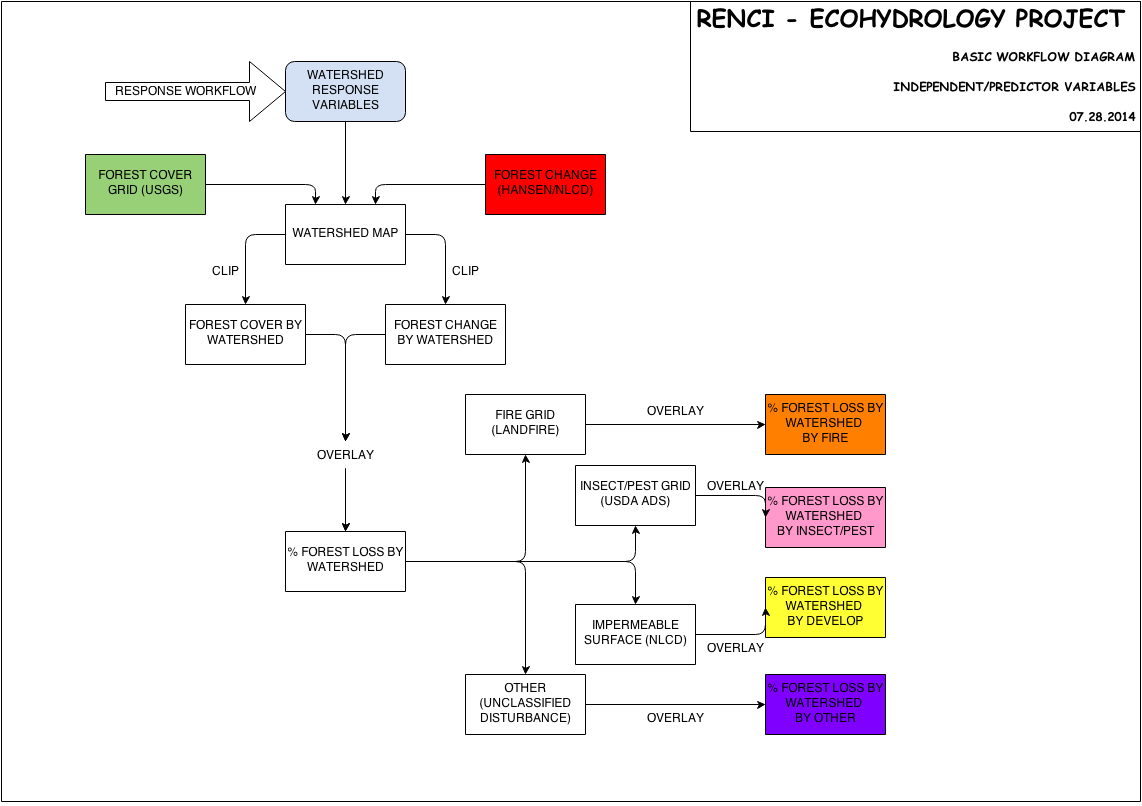 RENCI - ECOHYDROLOGY PROJECT
BASIC WORKFLOW DIAGRAM
INDEPENDENT/PREDICTOR VARIABLES
07.28.2014
RESPONSE WORKFLOW
WATERSHED
RESPONSE
VARIABLES
FOREST COVER
GRID (USGS)
FOREST CHANGE
(HANSEN/NLCD)
WATERSHED MAP
CLIP
CLIP
FOREST COVER BY
WATERSHED
FOREST CHANGE
BY WATERSHED
OVERLAY
% FOREST LOSS BY
WATERSHED
FIRE GRID
(LANDFIRE)
OVERLAY
% FOREST LOSS BY
WATERSHED
BY FIRE
INSECT/PEST GRID
(USDA ADS)
OVERLAY
% FOREST LOSS BY
WATERSHED
BY INSECT/PEST
IMPERMEABLE
SURFACE (NLCD)
OVERLAY
% FOREST LOSS BY
WATERSHED
BY DEVELOP
OTHER
(UNCLASSIFIED
DISTURBANCE)
OVERLAY
% FOREST LOSS BY
WATERSHED
BY OTHER